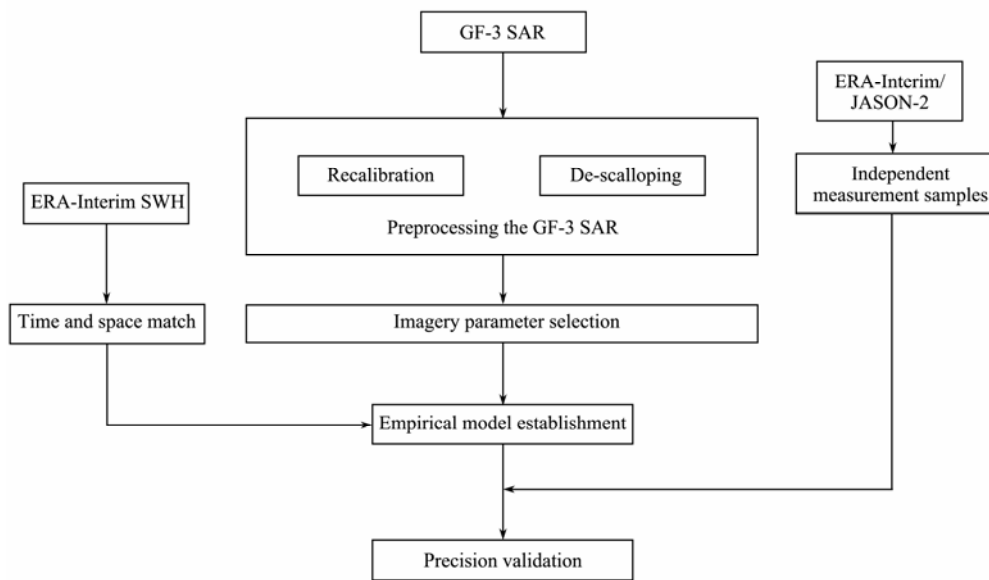 GF-3 SAR
ERA-Interim/
JASON-2
Recalibration
De-scalloping
Independent
measurement samples
ERA-Interim SWH
Preprocessing the GF-3 SAR
Time and space match
Imagery parameter selection
Empirical model establishment
Precision validation